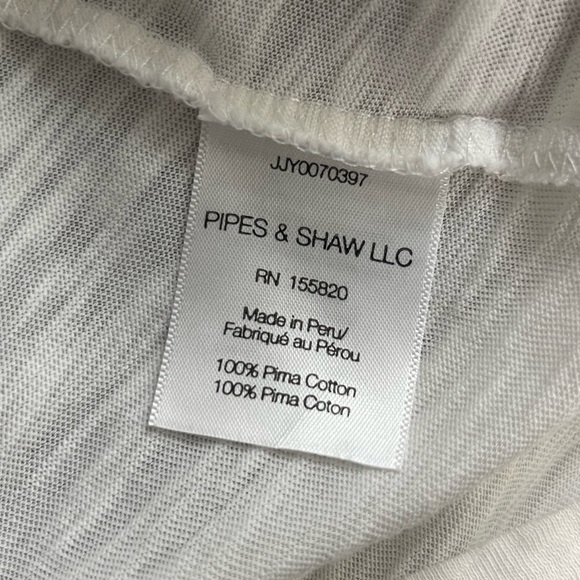 JJY0070397
PIPES & SHAW LLC
RN 155820
Made in Peru/
Fabriqué au Pérou
100% Pima Cotton
100% Pima Coton